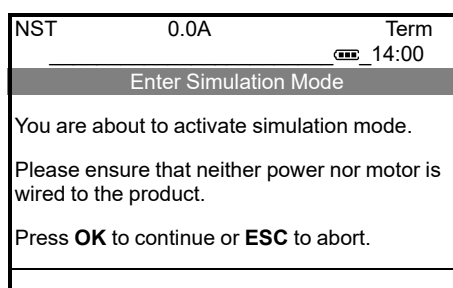 NST 0.0A Term
14:00
Enter Simulation Mode
You are about to activate simulation mode.
Please ensure that neither power nor motor is
wired to the product.
Press OK to continue or ESC to abort.